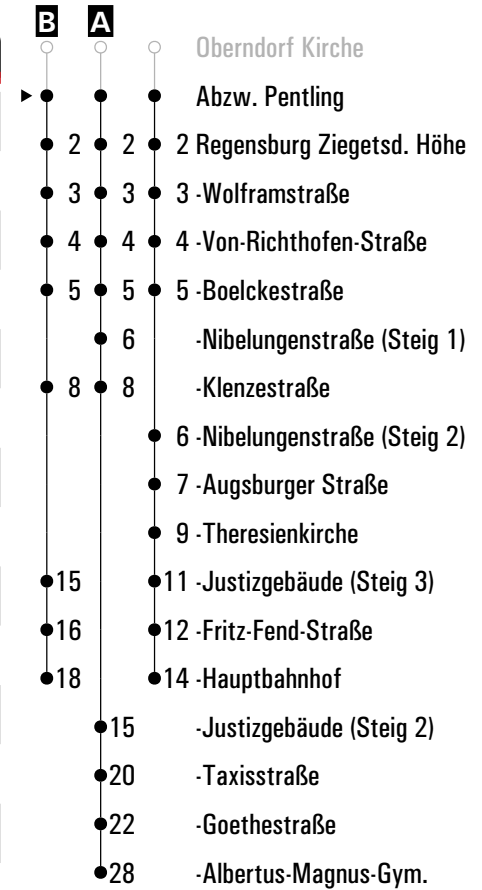 B A
Oberndorf Kirche
Abzw. Pentling
2 2 2 Regensburg Ziegetsd. Höhe
3 3 3 -Wolframstraße
4 4 4 -Von-Richthofen-Straße
5 5 5 -Boelckestraße
6 -Nibelungenstraße (Steig 1)
8 8 -Klenzestraße
6 -Nibelungenstraße (Steig 2)
7 -Augsburger Straße
9 -Theresienkirche
15 11 -Justizgebäude (Steig 3)
16 12 -Fritz-Fend-Straße
18 14 -Hauptbahnhof
15 -Justizgebäude (Steig 2)
20 -Taxisstraße
22 -Goethestraße
28 -Albertus-Magnus-Gym.